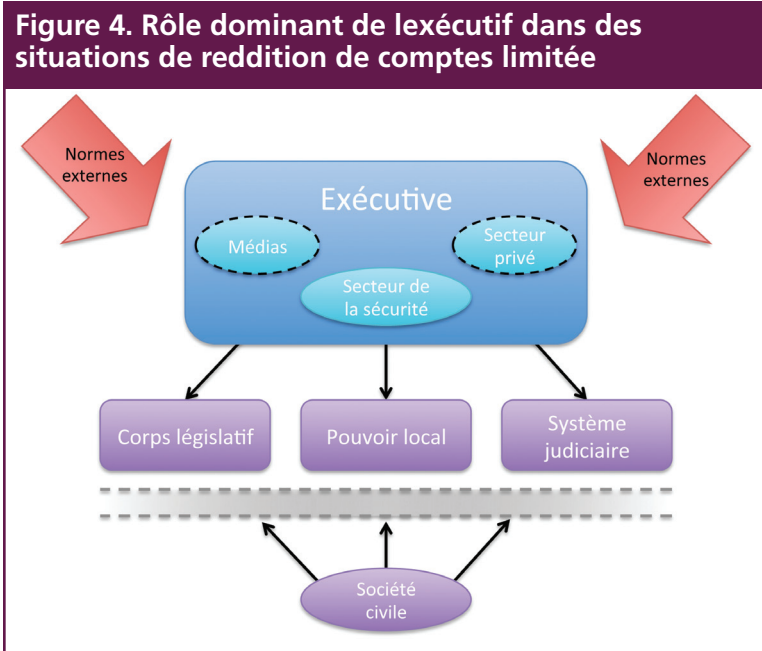 Figure 4. Rôle dominant de lexécutif dans des
situations de reddition de comptes limitée
Normes
externes
Normes
externes
Exécutive
Médias
Secteur
privé
Secteur de
la sécurité
Corps législatif
Pouvoir local
Système
judiciaire
Société
civile